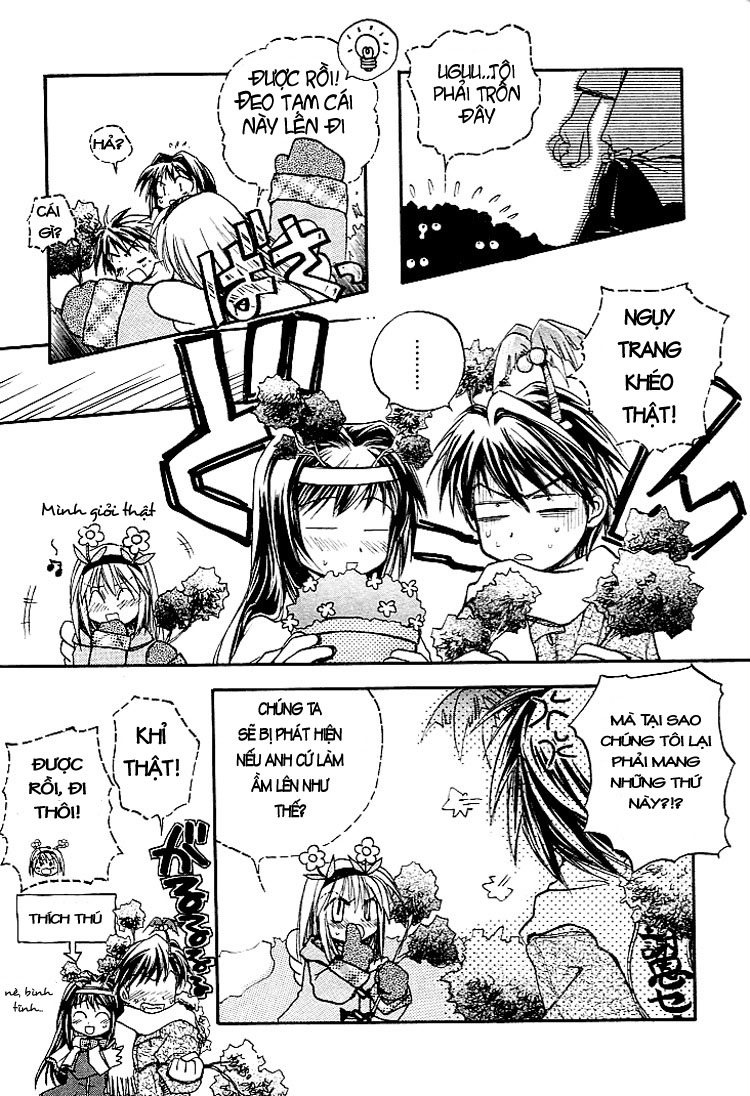 UGUU...TÔI
PHẢI TRỐN
ĐÂY
ĐƯỢC RỒI!
ĐEO TẠM CÁI
NÀY LÊN ĐI
HẢ?
CÁI
GÌ?
ばさっ
NGỤY
TRANG
KHÉO
THẬT!
..........
Mình giỏi thật
MÀ TẠI SAO
CHÚNG TÔI LẠI
PHẢI MANG
NHỮNG THỨ
NÀY?!?
CHÚNG TA
SẼ BỊ PHÁT HIỆN
NẾU ANH CỨ LÀM
ẦM LÊN NHƯ
THẾ?
KHỈ
THẬT!
ĐƯỢC
RỒI, ĐI
THÔI!
THÍCH THÚ
nè, bình
tĩnh..